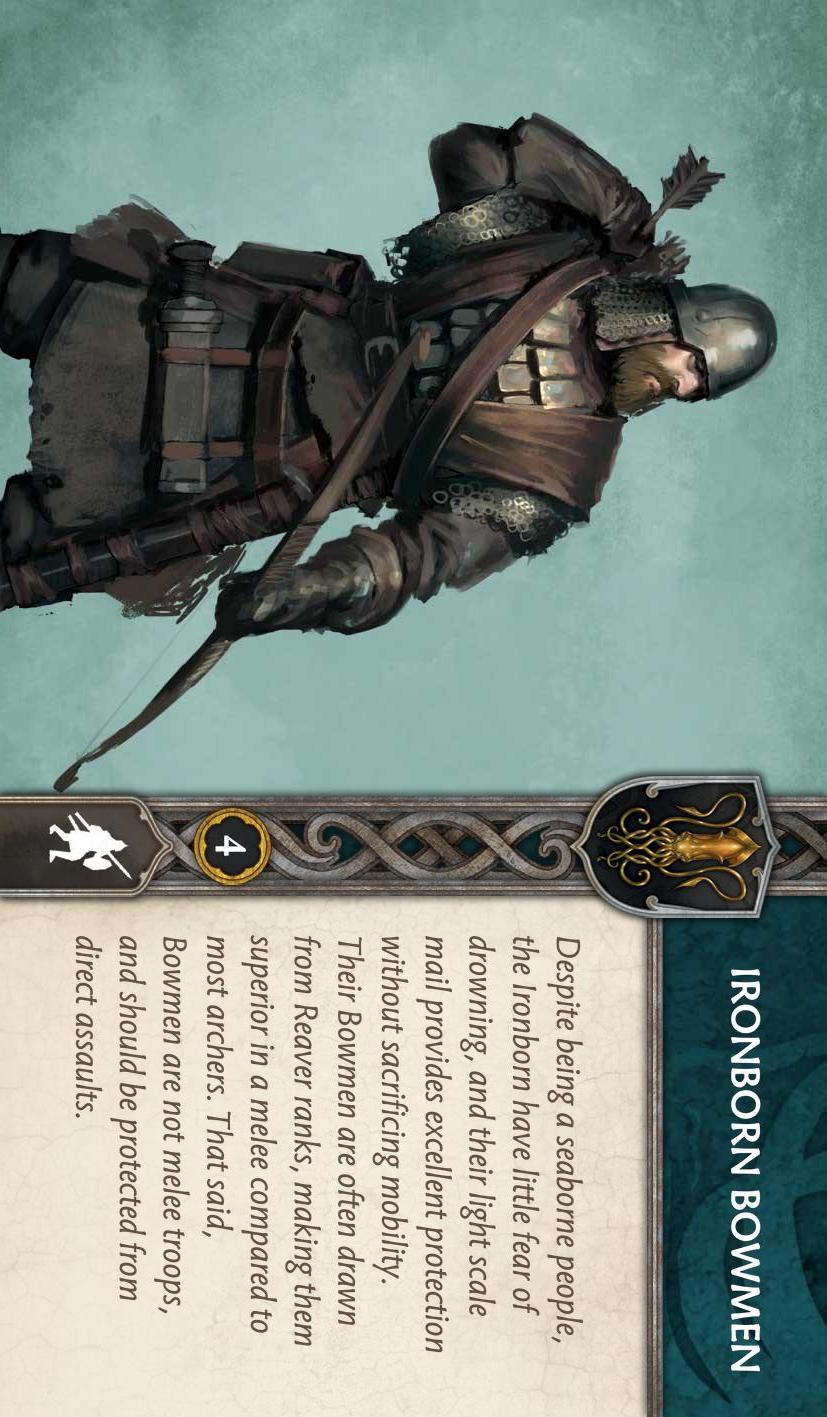 IRONBORN BOWMEN
4
Despite being a seaborne people,
the Ironborn have little fear of
drowning, and their light scale
mail provides excellent protection
without sacrificing mobility.
Their Bowmen are often drawn
from Reaver ranks, making them
superior in a melee compared to
most archers. That said,
Bowmen are not melee troops,
and should be protected from
direct assaults.